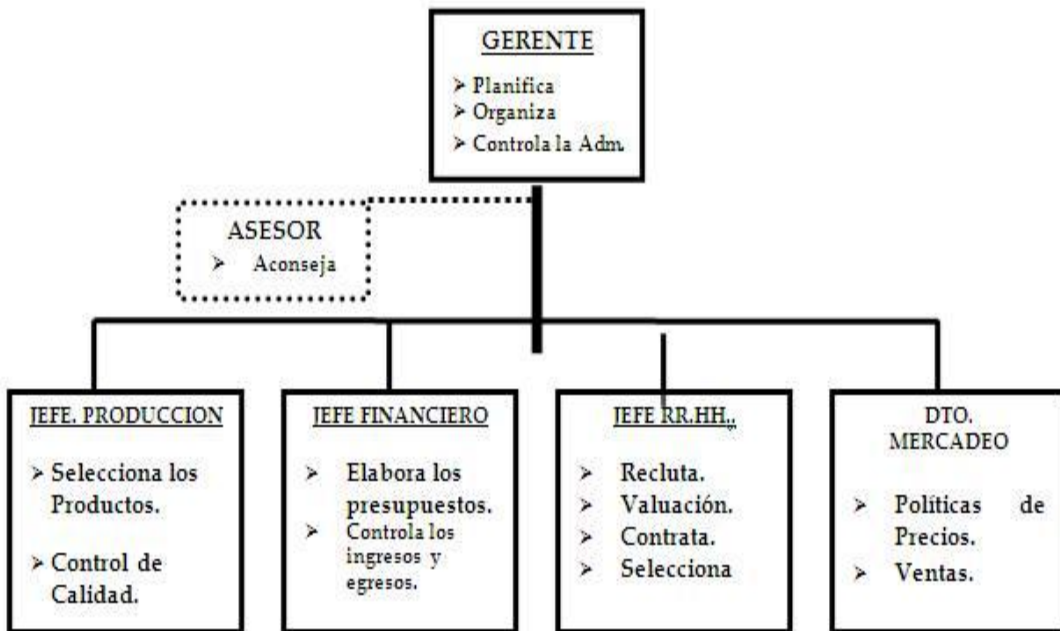 GERENTE
➢ Planifica
➢ Organiza
➢ Controla la Adm.
ASESOR
➢ Aconseja
JEFE. PRODUCCION
➢ Selecciona los
Productos.
➢ Control de
Calidad.
JEFE FINANCIERO
➢ Elabora los
presupuestos.
➢ Controla los
ingresos y
egresos.
JEFE RR.HH.,
➢ Recluta.
➢ Valuación.
➢ Contrata.
➢ Selecciona
DTO.
MERCADEO
➢ Políticas de
Precios.
➢ Ventas.